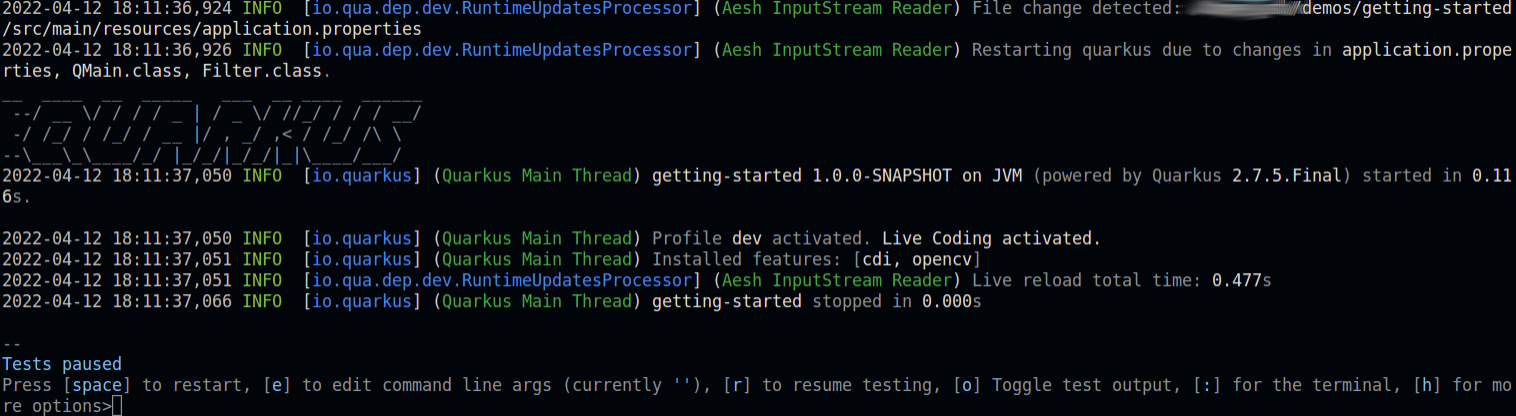 2022-04-12 18:11:36,924 INFO  [io.qua.dep.dev.RuntimeUpdatesProcessor] (Aesh InputStream Reader) File change detected: /demos/getting-started
/src/main/resources/application.properties
2022-04-12 18:11:36,926 INFO  [io.qua.dep.dev.RuntimeUpdatesProcessor] (Aesh InputStream Reader) Restarting quarkus due to changes in application.prope
rties, QMain.class, Filter.class.
__  ____  __  _____   ___  __ ____  ______
 --/ __ \/ / / / _ | / _ \/ //_/ / / / __/
 -/ /_/ / /_/ / __ |/ , _/ ,< / /_/ /\ \
--\___\_\____/_/ |_/_/|_/_/|_|\____/___/
2022-04-12 18:11:37,050 INFO  [io.quarkus] (Quarkus Main Thread) getting-started 1.0.0-SNAPSHOT on JVM (powered by Quarkus 2.7.5.Final) started in 0.11
6s.
2022-04-12 18:11:37,050 INFO  [io.quarkus] (Quarkus Main Thread) Profile dev activated. Live Coding activated.
2022-04-12 18:11:37,051 INFO  [io.quarkus] (Quarkus Main Thread) Installed features: [cdi, opencv]
2022-04-12 18:11:37,051 INFO  [io.qua.dep.dev.RuntimeUpdatesProcessor] (Aesh InputStream Reader) Live reload total time: 0.477s
2022-04-12 18:11:37,066 INFO  [io.quarkus] (Quarkus Main Thread) getting-started stopped in 0.000s
--
Tests paused
Press [space] to restart, [e] to edit command line args (currently ''), [r] to resume testing, [o] Toggle test output, [:] for the terminal, [h] for mo
re options>